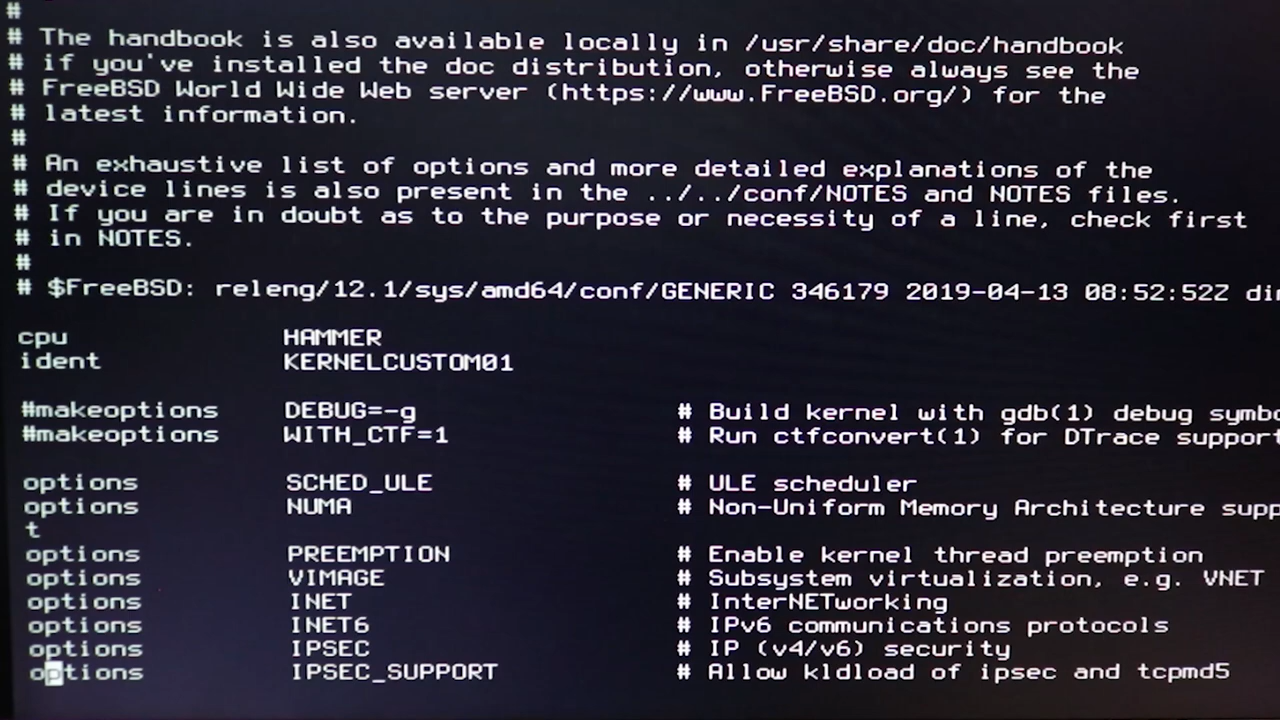 #
# The handbook is also available locally in /usr/share/doc/handbook
# if you've installed the doc distribution, otherwise always see the
# FreeBSD World Wide Web server (https://www.FreeBSD.org/) for the
# latest information.
#
# An exhaustive list of options and more detailed explanations of the
# device lines is also present in the ../../conf/NOTES and NOTES files.
# If you are in doubt as to the purpose or necessity of a line, check first
# in NOTES.
#
# $FreeBSD: releng/12.1/sys/amd64/conf/GENERIC 346179 2019-04-13 08:52:52Z
cpu HAMMER
ident KERNELCUSTOM01
#makeoptions DEBUG=-g # Build kernel with gdb(1) debug
#makeoptions WITH_CTF=1 # Run ctfconvert(1) for DTrace support
options SCHED_ULE # ULE scheduler
options NUMA # Non-Uniform Memory Architecture
t
options PREEMPTION # Enable kernel thread preemption
options VIMAGE # Subsystem virtualization, e.g. VNET
options INET # InterNETworking
options INET6 # IPv6 communications protocols
options IPSEC # IP (v4/v6) security
options IPSEC_SUPPORT # Allow kldload of ipsec and tcpmd5